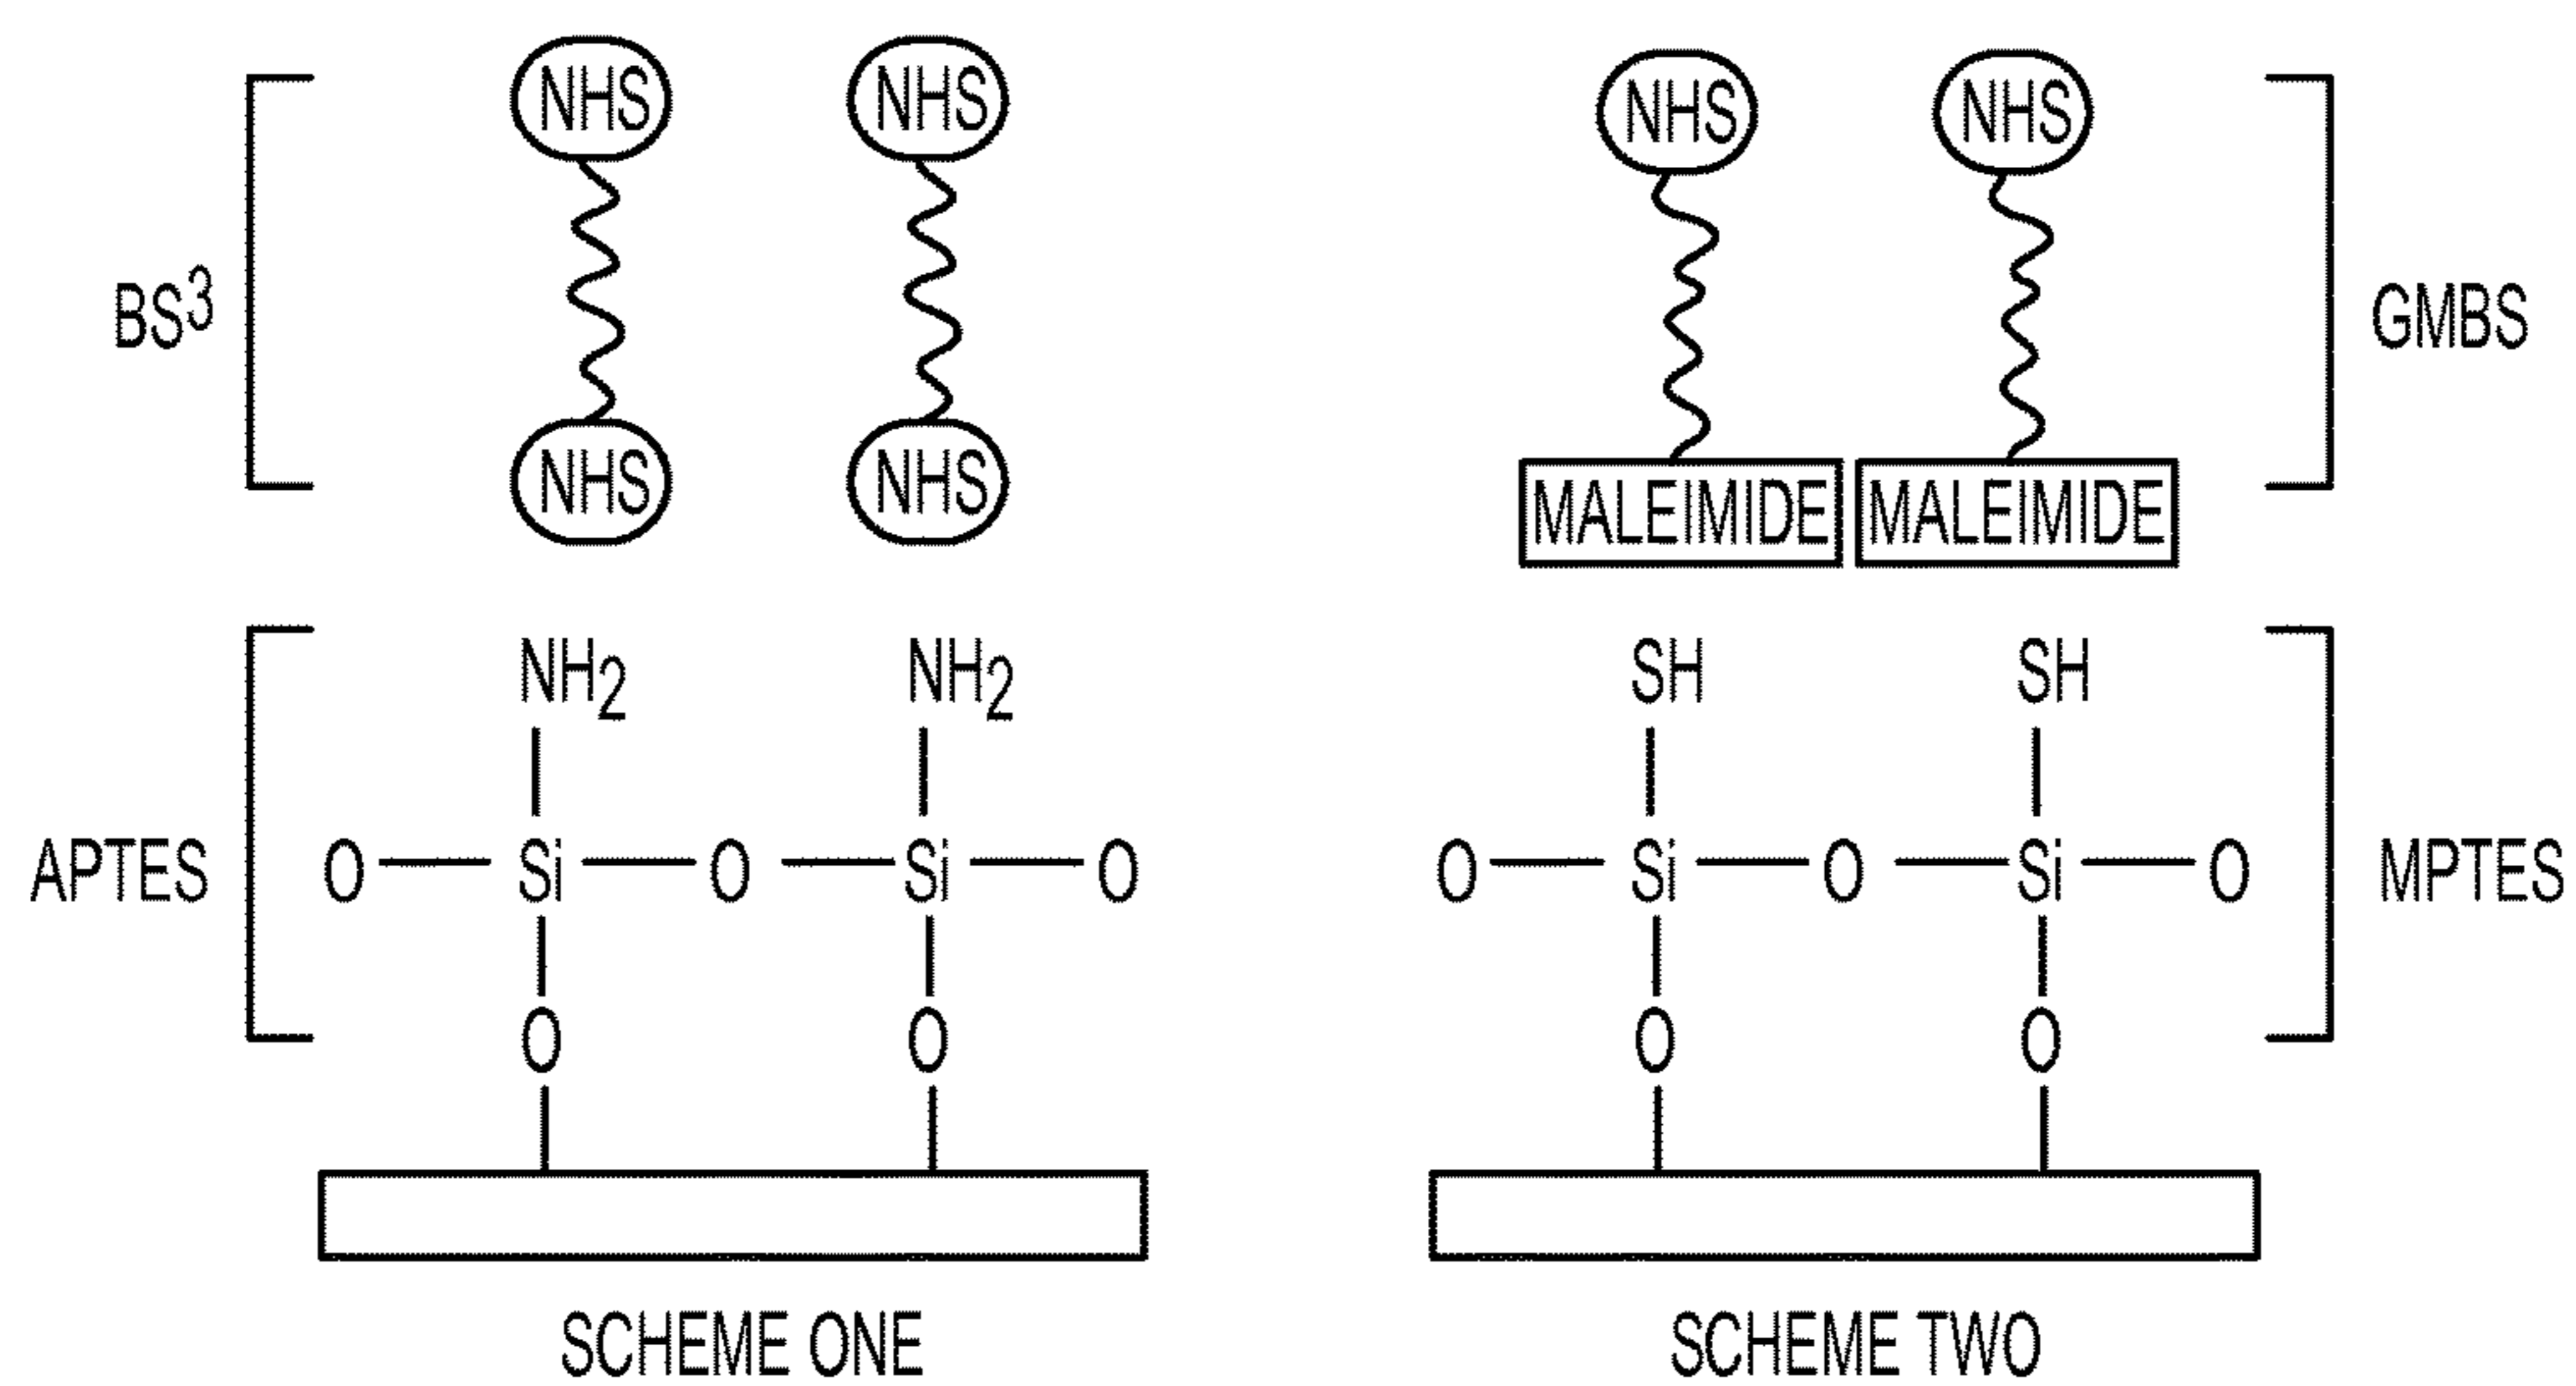 NHS NHS NHS NHS
BS³ GMBS
NHS NHS MALEIMIDE MALEIMIDE
NH₂ NH₂ SH SH
APTES O Si O Si O O Si O Si O MPTES
O O O O
SCHEME ONE SCHEME TWO